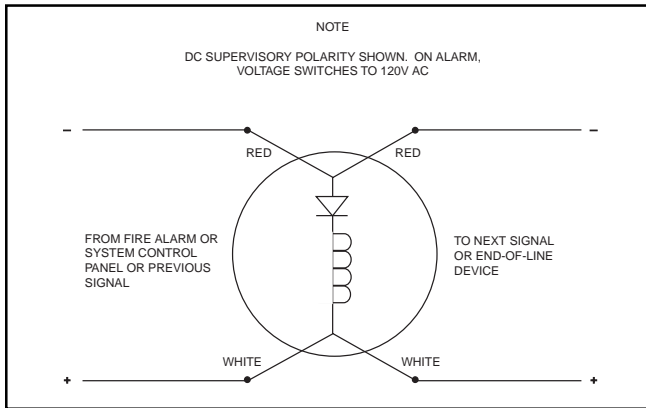 NOTE
DC SUPERVISORY POLARITY SHOWN. ON ALARM,
VOLTAGE SWITCHES TO 120V AC
– –
RED RED
FROM FIRE ALARM OR
SYSTEM CONTROL
PANEL OR PREVIOUS
SIGNAL
TO NEXT SIGNAL
OR END-OF-LINE
DEVICE
WHITE WHITE
+ +